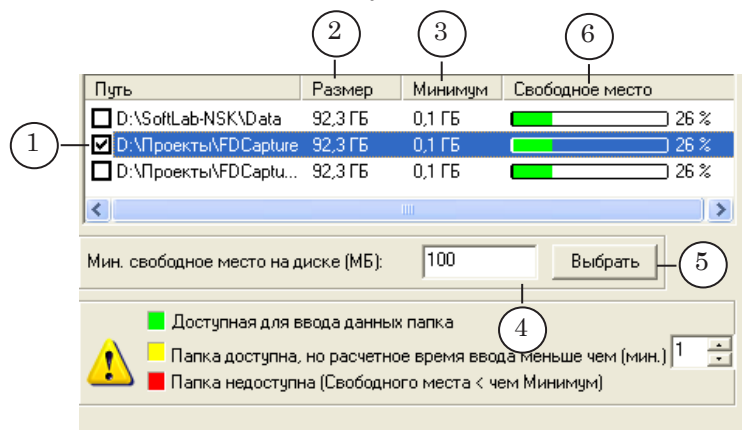 2 3 6
Путь Размер Минимум Свободное место
D:\SoftLab-NSK\Data 92,3 ГБ 0,1 ГБ 26 %
1 D:\Проекты\FDCapture 92,3 ГБ 0,1 ГБ 26 %
D:\Проекты\FDCaptu... 92,3 ГБ 0,1 ГБ 26 %
Мин. свободное место на диске (МБ): 100 Выбрать 5
4
Доступная для ввода данных папка
Папка доступна, но расчетное время ввода меньше чем (мин.) 1
Папка недоступна (Свободного места < чем Минимум)